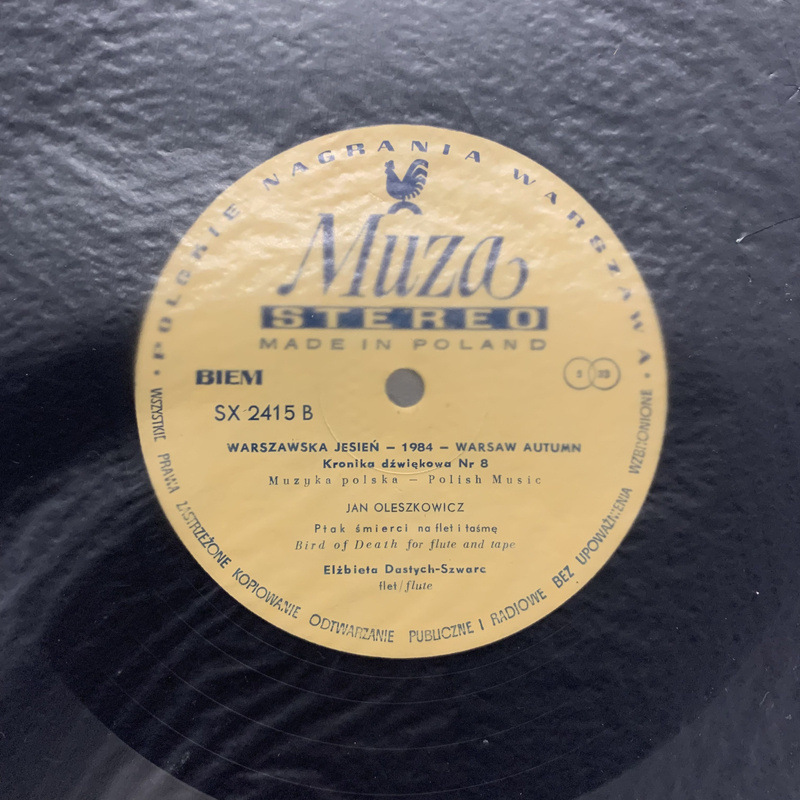 POLSKIE NAGRANIA WARSZAWA
Muza
STEREO
MADE IN POLAND
BIEM
S 33
SX 2415 B
WARSZAWSKA JESIEŃ – 1984 – WARSAW AUTUMN
Kronika dźwiękowa Nr 8
Muzyka polska – Polish Music
JAN OLESZKOWICZ
Ptak śmierci na flet i taśmę
Bird of Death for flute and tape
Elżbieta Dastych-Szwarc
flet/flute
WSZYSTKIE PRAWA ZASTRZEŻONE KOPIOWANIE ODTWARZANIE PUBLICZNE I RADIOWE BEZ UPOWAŻNIENIA WZBRONIONE